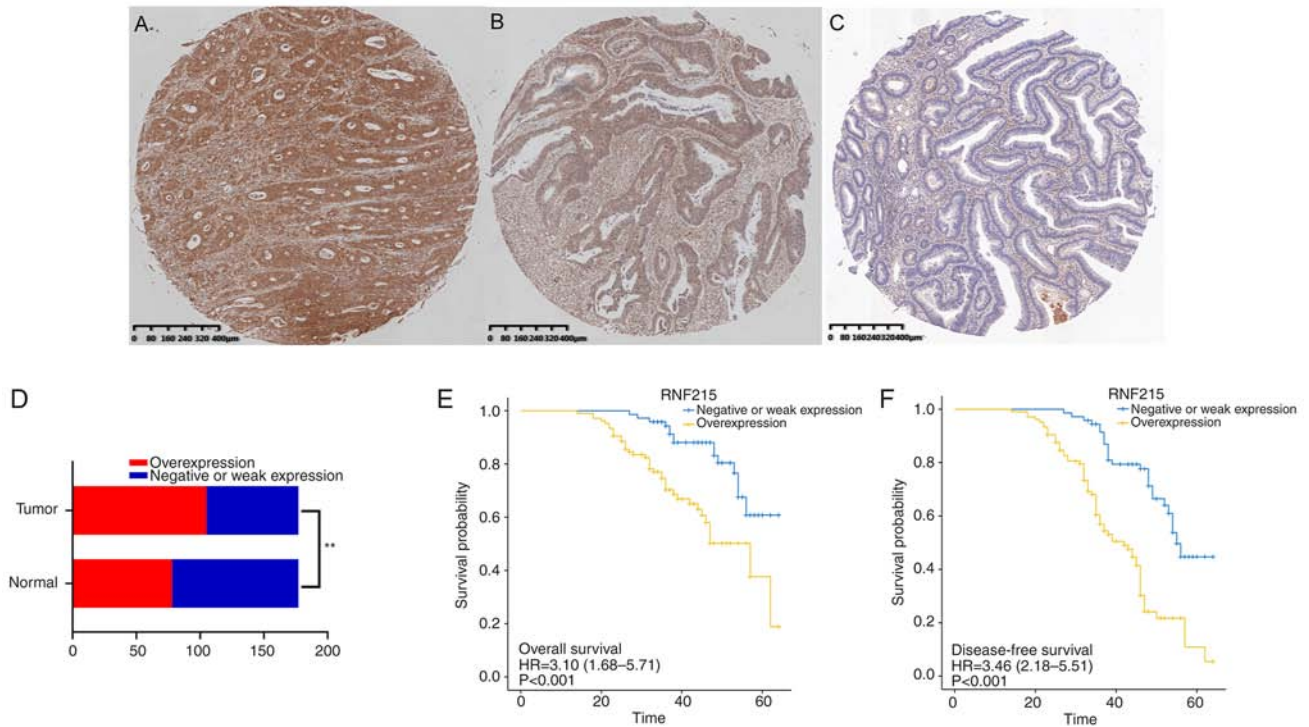 A
B
C
0 80 160 240 320 400µm
0 80 160 240 320 400µm
0 80 160 240 320 400µm
D
Overexpression
Negative or weak expression
Tumor
Normal
**
0 50 100 150 200
E
RNF215
Negative or weak expression
Overexpression
Survival probability
1.0
0.8
0.6
0.4
0.2
0.0
Overall survival
HR=3.10 (1.68–5.71)
P<0.001
0 20 40 60
Time
F
RNF215
Negative or weak expression
Overexpression
Survival probability
1.0
0.8
0.6
0.4
0.2
0.0
Disease-free survival
HR=3.46 (2.18–5.51)
P<0.001
0 20 40 60
Time